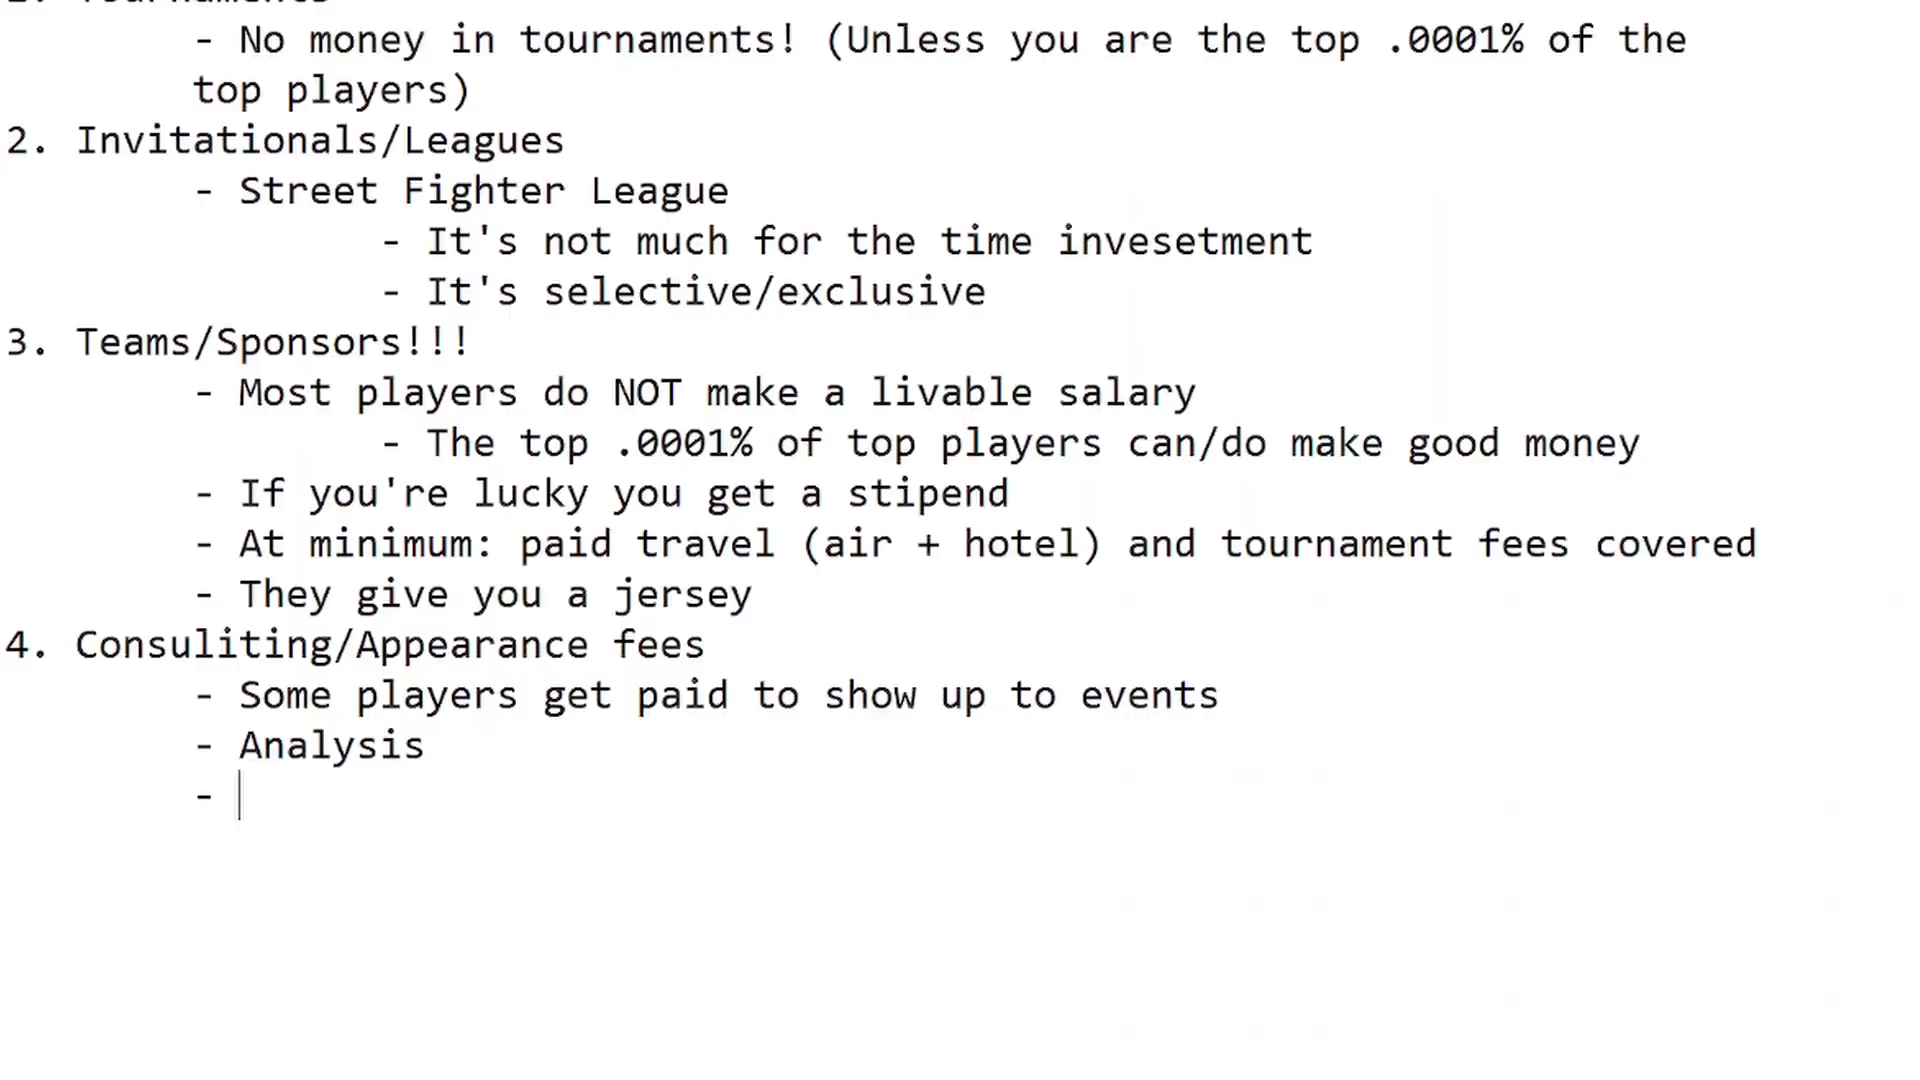 1. Tournaments
- No money in tournaments! (Unless you are the top .0001% of the
top players)
2. Invitationals/Leagues
- Street Fighter League
- It's not much for the time invesetment
- It's selective/exclusive
3. Teams/Sponsors!!!
- Most players do NOT make a livable salary
- The top .0001% of top players can/do make good money
- If you're lucky you get a stipend
- At minimum: paid travel (air + hotel) and tournament fees covered
- They give you a jersey
4. Consuliting/Appearance fees
- Some players get paid to show up to events
- Analysis
-